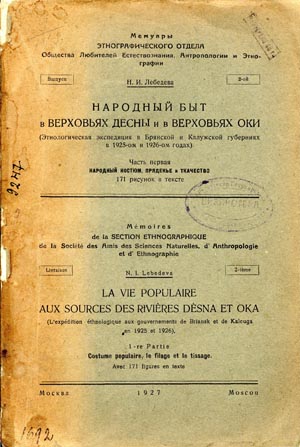 Мемуары
ЭТНОГРАФИЧЕСКОГО ОТДЕЛА
Общества Любителей Естествознания, Антропологии и Этно-
графии
Выпуск
2-ой
Н. И. Лебедева
НАРОДНЫЙ БЫТ
в ВЕРХОВЬЯХ ДЕСНЫ и в ВЕРХОВЬЯХ ОКИ
(Этнологическая экспедиция в Брянской и Калужской губерниях
в 1925-ом и 1926-ом годах)
Часть первая
НАРОДНЫЙ КОСТЮМ, ПРЯДЕНЬЕ и ТКАЧЕСТВО
171 рисунок в тексте
Mémoires
de la SECTION ETHNOGRAPHIQUE
de la Société des Amis des Sciences Naturelles, d'Anthropologie
et d'Ethnographie
Livraison
2-ième
N. I. Lebedeva
LA VIE POPULAIRE
AUX SOURCES DES RIVIÈRES DÈSNA ET OKA
(L'expédition éthnologique aux gouvernements de Briansk et de Kalouga
en 1925 et 1926).
1-re Partie
Costume populaire, le filage et le tissage.
Avec 171 figures en texte
Москва 1927 Moscou
1692